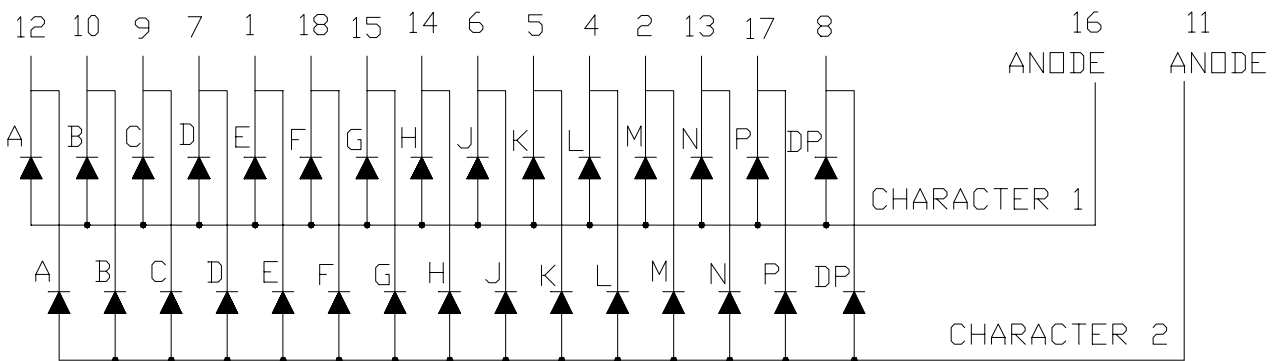 12 10 9 7 1 18 15 14 6 5 4 2 13 17 8 16 11
ANODE ANODE
A B C D E F G H J K L M N P DP
CHARACTER 1
A B C D E F G H J K L M N P DP
CHARACTER 2